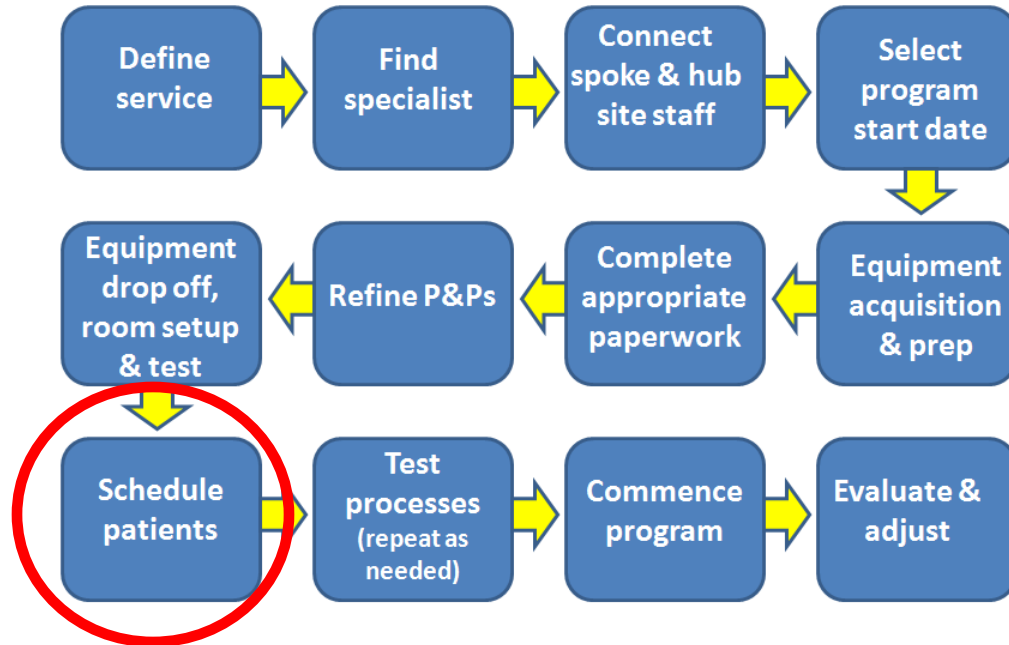 Define
service
Find
specialist
Connect
spoke & hub
site staff
Select
program
start date
Equipment
acquisition
& prep
Complete
appropriate
paperwork
Refine P&Ps
Equipment
drop off,
room setup
& test
Schedule
patients
Test
processes
(repeat as
needed)
Commence
program
Evaluate &
adjust